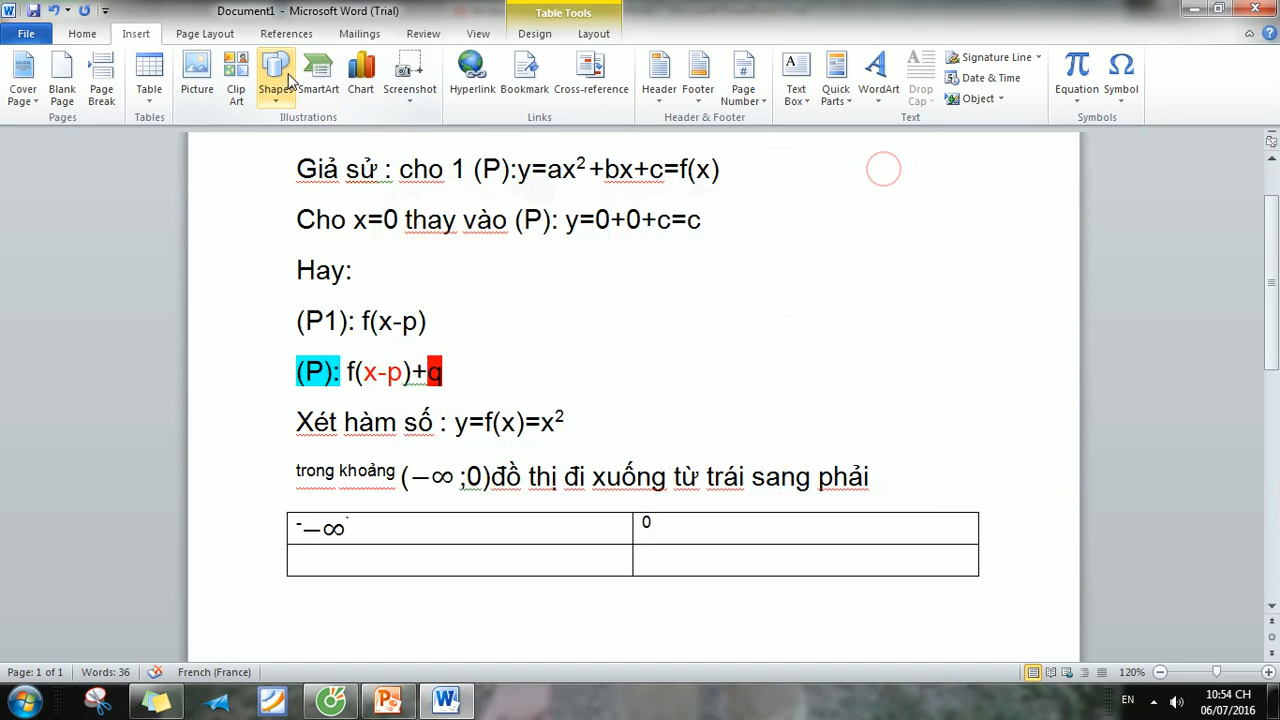 Document1 - Microsoft Word (Trial)
Table Tools
File Home Insert Page Layout References Mailings Review View Design Layout
Cover Page Blank Page Page Break
Table
Picture Clip Art Shapes SmartArt Chart Screenshot
Hyperlink Bookmark Cross-reference
Header Footer Page Number
Text Box Quick Parts WordArt Drop Cap
Signature Line
Date & Time
Object
Equation Symbol
Pages Tables Illustrations Links Header & Footer Text Symbols
Giả sử : cho 1 (P):y=ax²+bx+c=f(x)
Cho x=0 thay vào (P): y=0+0+c=c
Hay:
(P1): f(x-p)
(P): f(x-p)+q
Xét hàm số : y=f(x)=x²
trong khoảng (−∞ ;0)đồ thị đi xuống từ trái sang phải
-−∞` 0
Page: 1 of 1 Words: 36 French (France) 120%
EN 10:54 CH
06/07/2016